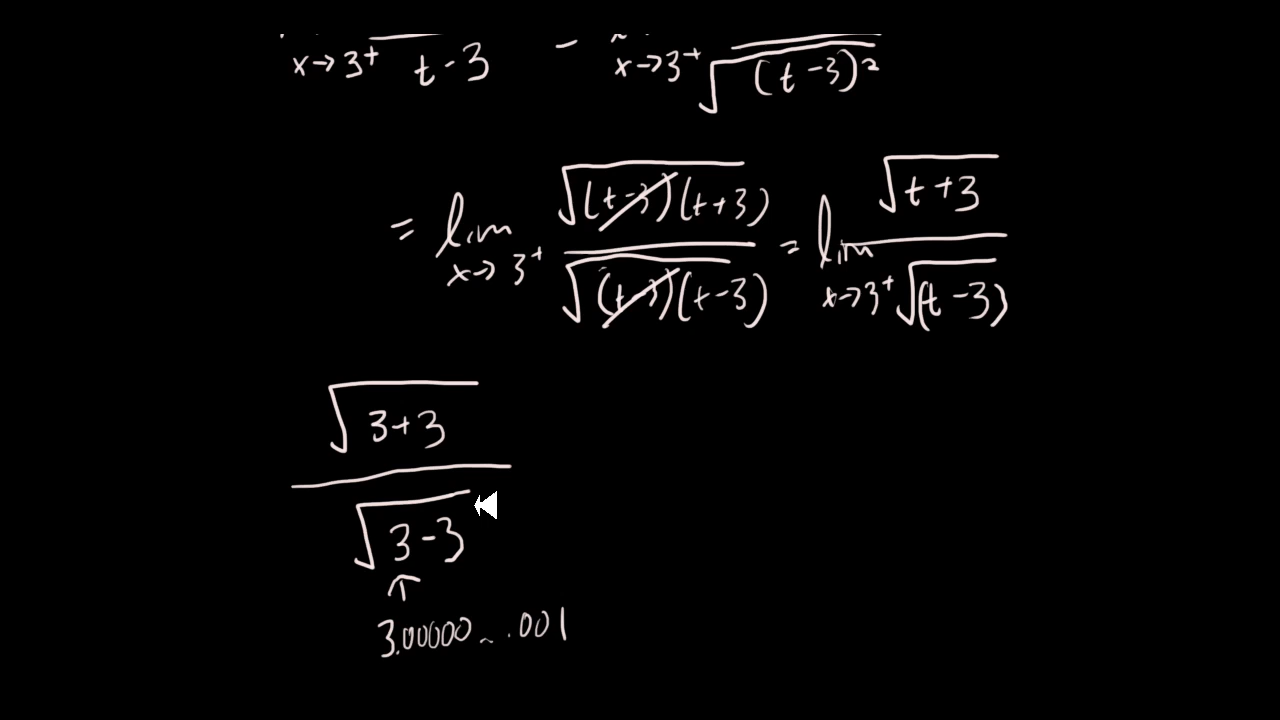 x→3⁺ t-3 - x→3⁺ √(t-3)²
= lim x→3⁺ √(t-3)(t+3) / √(t-3)(t-3) = lim x→3⁺ √t+3 / √(t-3)
√3+3
√3-3
↑
3.00000...001